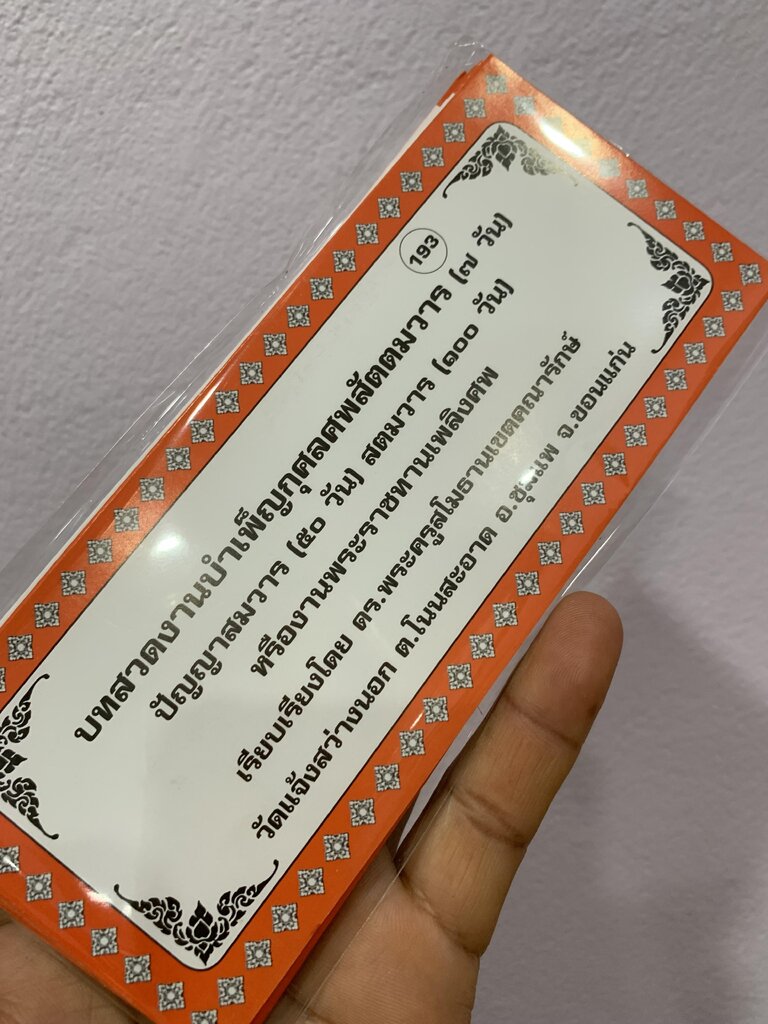 193
บทสวดงานบำเพ็ญกุศลศพสัตตมวาร (๗ วัน)
ปัญญาสมวาร (๕๐ วัน) สตมวาร (๑๐๐ วัน)
หรืองานพระราชทานเพลิงศพ
เรียบเรียงโดย ดร.พระครูสโมธานเขตคณารักษ์
วัดแจ้งสว่างนอก ต.โนนสะอาด อ.ชุมแพ จ.ขอนแก่น